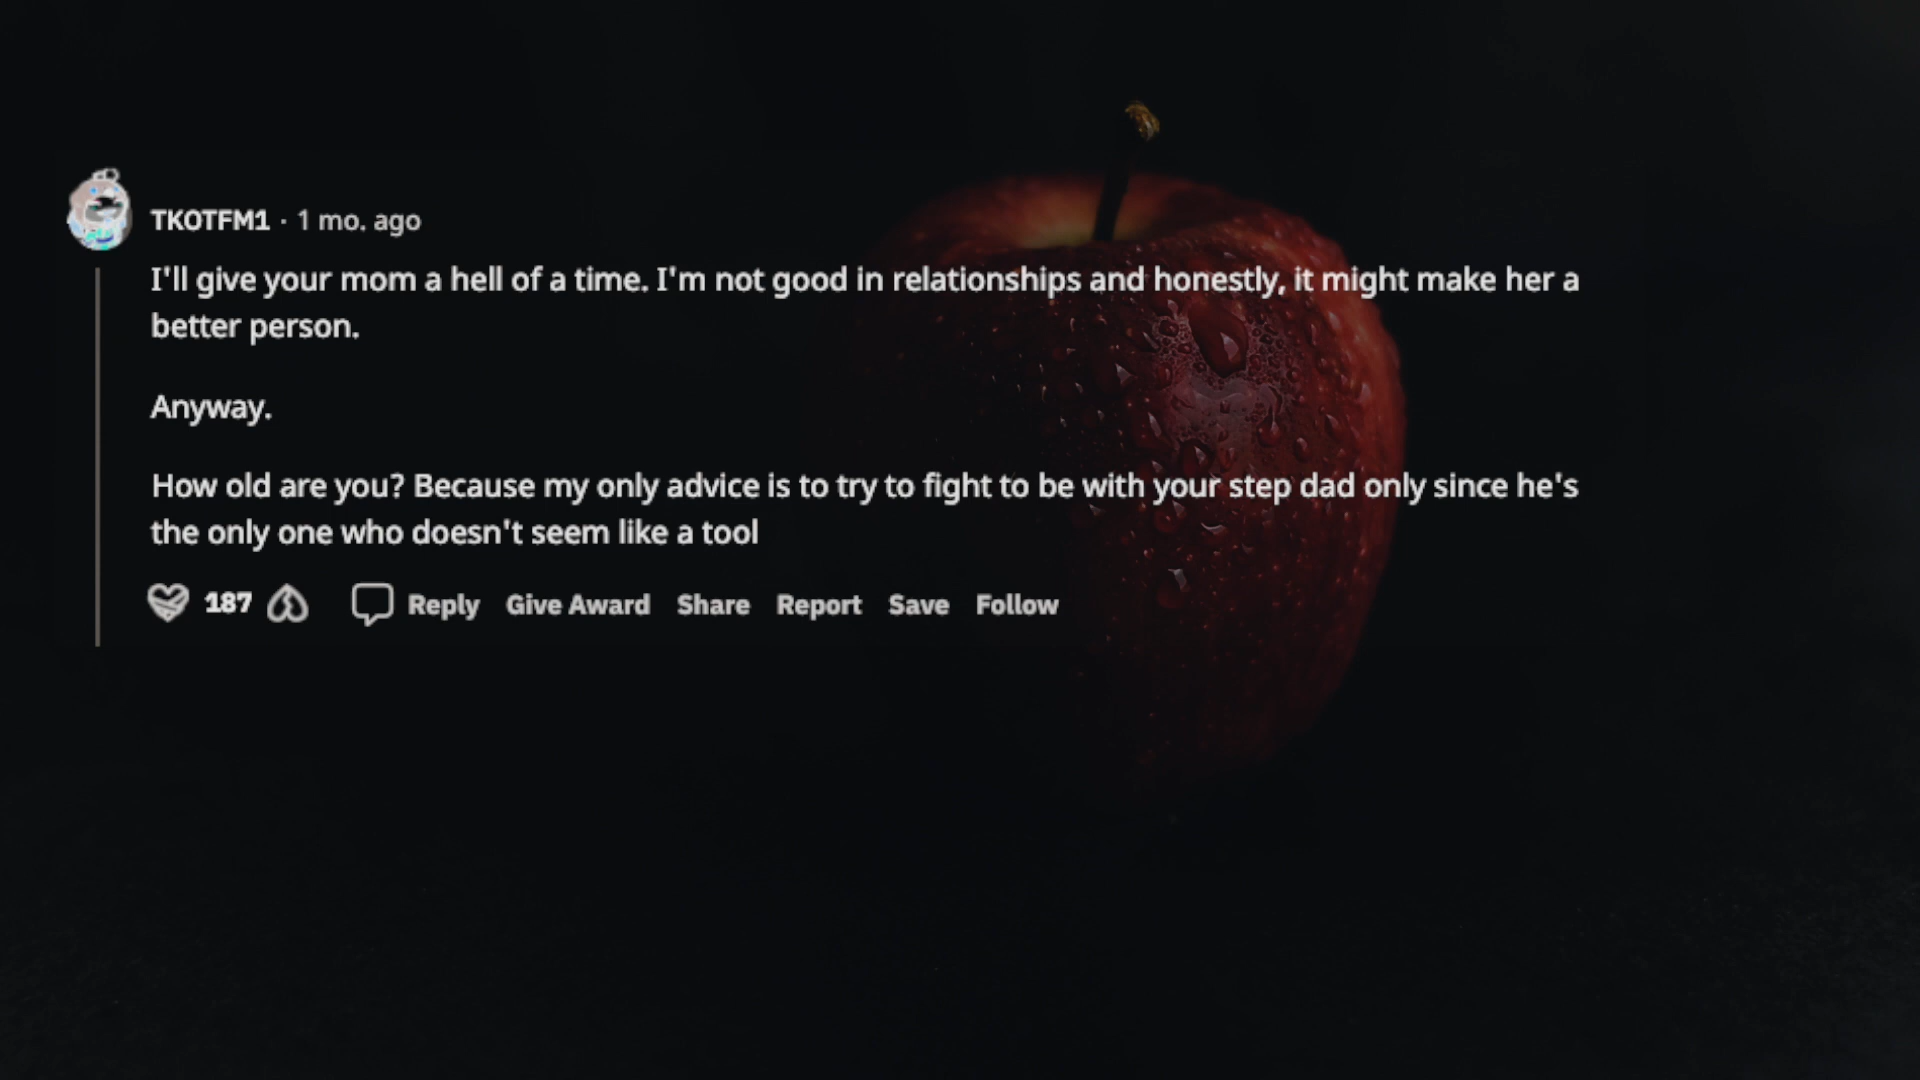 TKOTFM1 · 1 mo. ago
I'll give your mom a hell of a time. I'm not good in relationships and honestly, it might make her a
better person.
Anyway.
How old are you? Because my only advice is to try to fight to be with your step dad only since he's
the only one who doesn't seem like a tool
187 Reply Give Award Share Report Save Follow